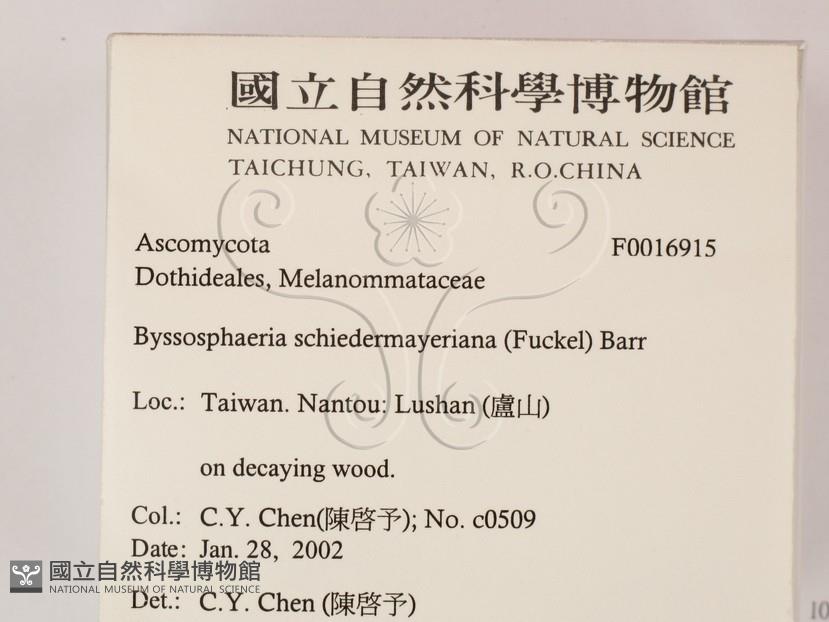 國立自然科學博物館
NATIONAL MUSEUM OF NATURAL SCIENCE
TAICHUNG, TAIWAN, R.O.CHINA
Ascomycota F0016915
Dothideales, Melanommataceae
Byssosphaeria schiedermayeriana (Fuckel) Barr
Loc.: Taiwan. Nantou: Lushan (盧山)
on decaying wood.
Col.: C.Y. Chen(陳啓予); No. c0509
Date: Jan. 28, 2002
Det.: C.Y. Chen (陳啓予)
國立自然科學博物館
NATIONAL MUSEUM OF NATURAL SCIENCE
10